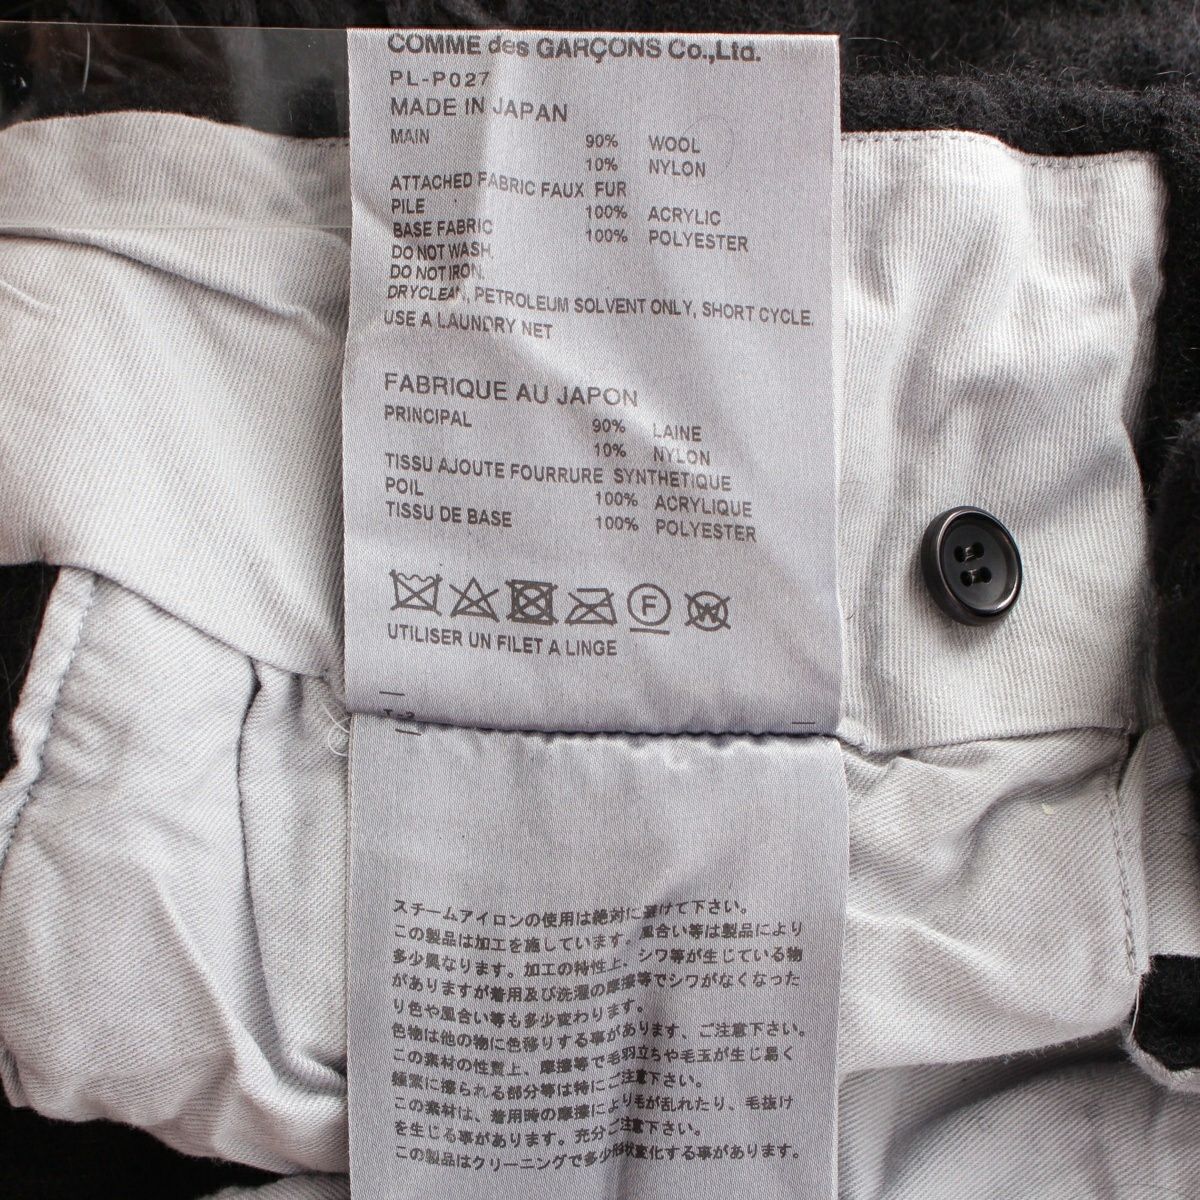 COMME des GARÇONS Co.,Ltd.
PL-P027
MADE IN JAPAN
MAIN 90% WOOL
10% NYLON
ATTACHED FABRIC FAUX FUR
PILE 100% ACRYLIC
BASE FABRIC 100% POLYESTER
DO NOT WASH.
DO NOT IRON.
DRYCLEAN, PETROLEUM SOLVENT ONLY, SHORT CYCLE.
USE A LAUNDRY NET
FABRIQUE AU JAPON
PRINCIPAL 90% LAINE
10% NYLON
TISSU AJOUTE FOURRURE SYNTHETIQUE
POIL 100% ACRYLIQUE
TISSU DE BASE 100% POLYESTER
F W
UTILISER UN FILET A LINGE
スチームアイロンの使用は絶対に避けて下さい。
この製品は加工を施しています。風合い等は製品により
多少異なります。加工の特性上、シワ等が生じている物
がありますが着用及び洗濯の摩擦等でシワがなくなった
り色や風合い等も多少変わります。
色物は他の物に色移りする事があります、ご注意下さい。
この素材の性質上、摩擦等で毛羽立ちや毛玉が生じ易く
頻繁に擦られる部分等は特にご注意下さい。
この素材は、着用時の摩擦により毛が乱れたり、毛抜け
を生じる事があります。充分ご注意下さい。
この製品はクリーニングで多少形状変化する事があります。